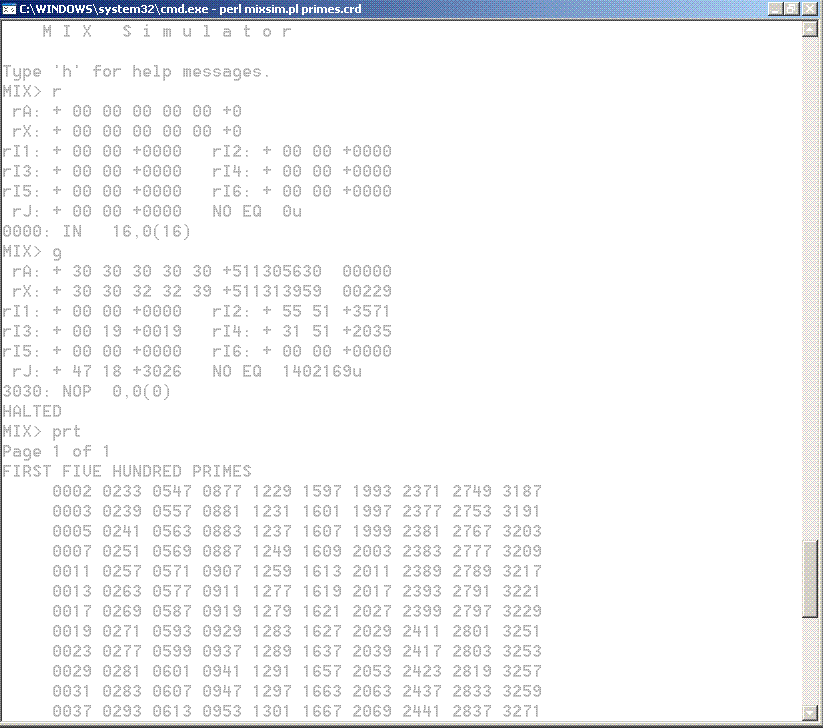 C:\WINDOWS\system32\cmd.exe - perl mixsim.pl primes.crd
M I X   S i m u l a t o r
Type 'h' for help messages.
MIX> r
rA: + 00 00 00 00 00 +0
rX: + 00 00 00 00 00 +0
rI1: + 00 00 +0000   rI2: + 00 00 +0000
rI3: + 00 00 +0000   rI4: + 00 00 +0000
rI5: + 00 00 +0000   rI6: + 00 00 +0000
rJ: + 00 00 +0000   NO EQ  0u
0000: IN   16,0(16)
MIX> g
rA: + 30 30 30 30 30 +511305630  00000
rX: + 30 30 32 32 39 +511313959  00229
rI1: + 00 00 +0000   rI2: + 55 51 +3571
rI3: + 00 19 +0019   rI4: + 31 51 +2035
rI5: + 00 00 +0000   rI6: + 00 00 +0000
rJ: + 47 18 +3026   NO EQ  1402169u
3030: NOP  0,0(0)
HALTED
MIX> prt
Page 1 of 1
FIRST FIVE HUNDRED PRIMES
0002 0233 0547 0877 1229 1597 1993 2371 2749 3187
0003 0239 0557 0881 1231 1601 1997 2377 2753 3191
0005 0241 0563 0883 1237 1607 1999 2381 2767 3203
0007 0251 0569 0887 1249 1609 2003 2383 2777 3209
0011 0257 0571 0907 1259 1613 2011 2389 2789 3217
0013 0263 0577 0911 1277 1619 2017 2393 2791 3221
0017 0269 0587 0919 1279 1621 2027 2399 2797 3229
0019 0271 0593 0929 1283 1627 2029 2411 2801 3251
0023 0277 0599 0937 1289 1637 2039 2417 2803 3253
0029 0281 0601 0941 1291 1657 2053 2423 2819 3257
0031 0283 0607 0947 1297 1663 2063 2437 2833 3259
0037 0293 0613 0953 1301 1667 2069 2441 2837 3271